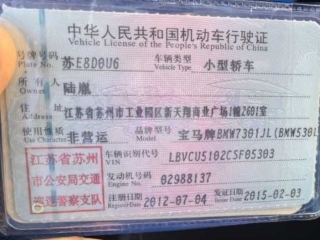 中华人民共和国机动车行驶证
Vehicle License of the People's Republic of China
号牌号码 苏E8D0U6 车辆类型 小型轿车
Plate No. Vehicle Type
所有人 陆胤
Owner
住址 江苏省苏州市工业园区新天翔商业广场1幢2601室
使用性质 非营运 品牌型号 宝马牌BMW7301JL(BMW530L
江苏省苏州
市公安局交通
巡逻警察支队
车辆识别代号 LBVCU5102CSF05303
VIN
发动机号码 02988137
Engine No.
注册日期 2012-07-04 发证日期 2015-02-03
Register Date Issue Date